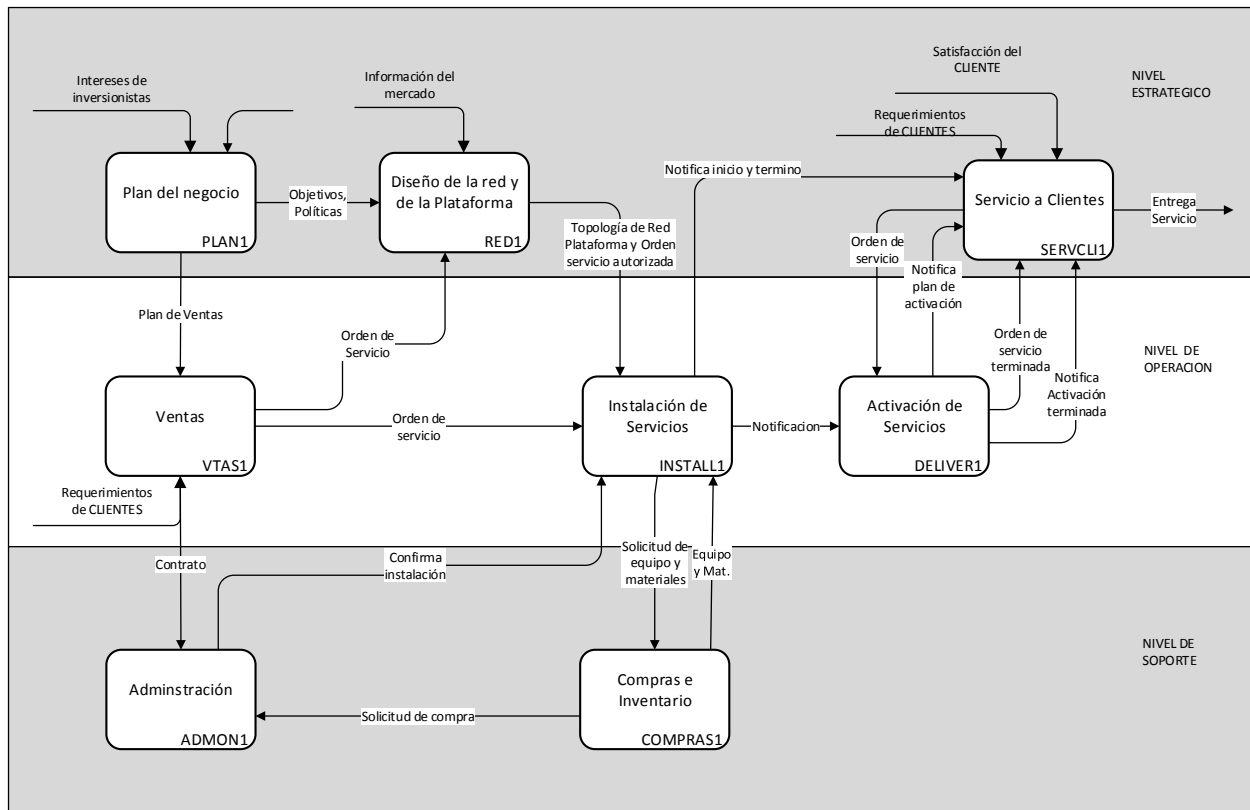 Satisfacción del
CLIENTE
NIVEL
ESTRATEGICO
Intereses de
inversionistas
Información del
mercado
Requerimientos
de CLIENTES
Plan del negocio
PLAN1
Objetivos,
Políticas
Diseño de la red y
de la Plataforma
RED1
Notifica inicio y termino
Servicio a Clientes
SERVCLI1
Entrega
Servicio
Topología de Red
Plataforma y Orden
servicio autorizada
Orden de
servicio
Notifica
plan de
activación
Plan de Ventas
Orden de
Servicio
Orden de
servicio
terminada
Notifica
Activación
terminada
NIVEL DE
OPERACION
Ventas
VTAS1
Orden de
servicio
Instalación de
Servicios
INSTALL1
Notificacion
Activación de
Servicios
DELIVER1
Requerimientos
de CLIENTES
Contrato
Confirma
instalación
Solicitud de
equipo y
materiales
Equipo
y Mat.
NIVEL DE
SOPORTE
Adminstración
ADMON1
Solicitud de compra
Compras e
Inventario
COMPRAS1